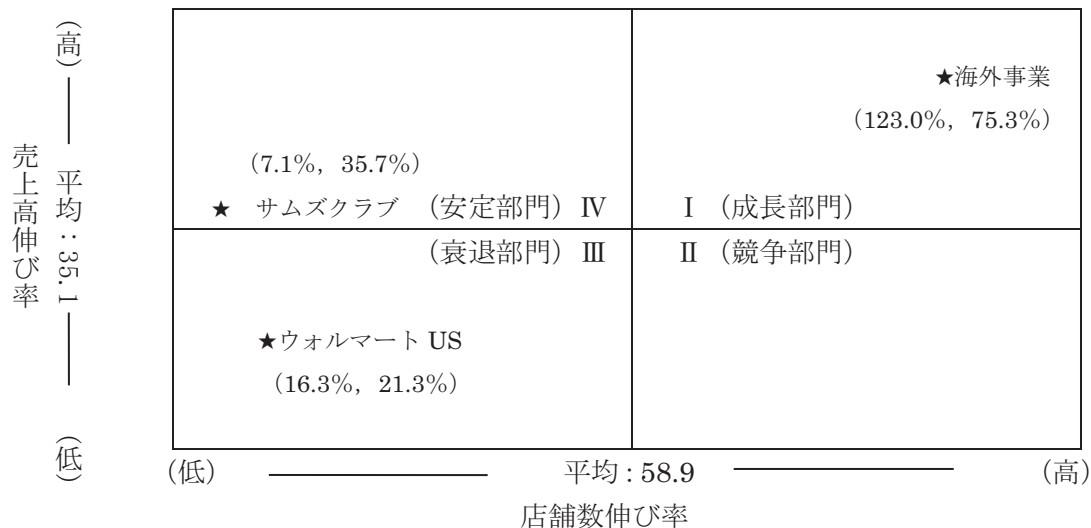 （高）
平均：35.1
（低）
売上高伸び率
★海外事業
（123.0%，75.3%）
（7.1%，35.7%）
★ サムズクラブ （安定部門）Ⅳ
Ⅰ （成長部門）
（衰退部門）Ⅲ
Ⅱ （競争部門）
★ウォルマート US
（16.3%，21.3%）
（低）
平均：58.9
（高）
店舗数伸び率